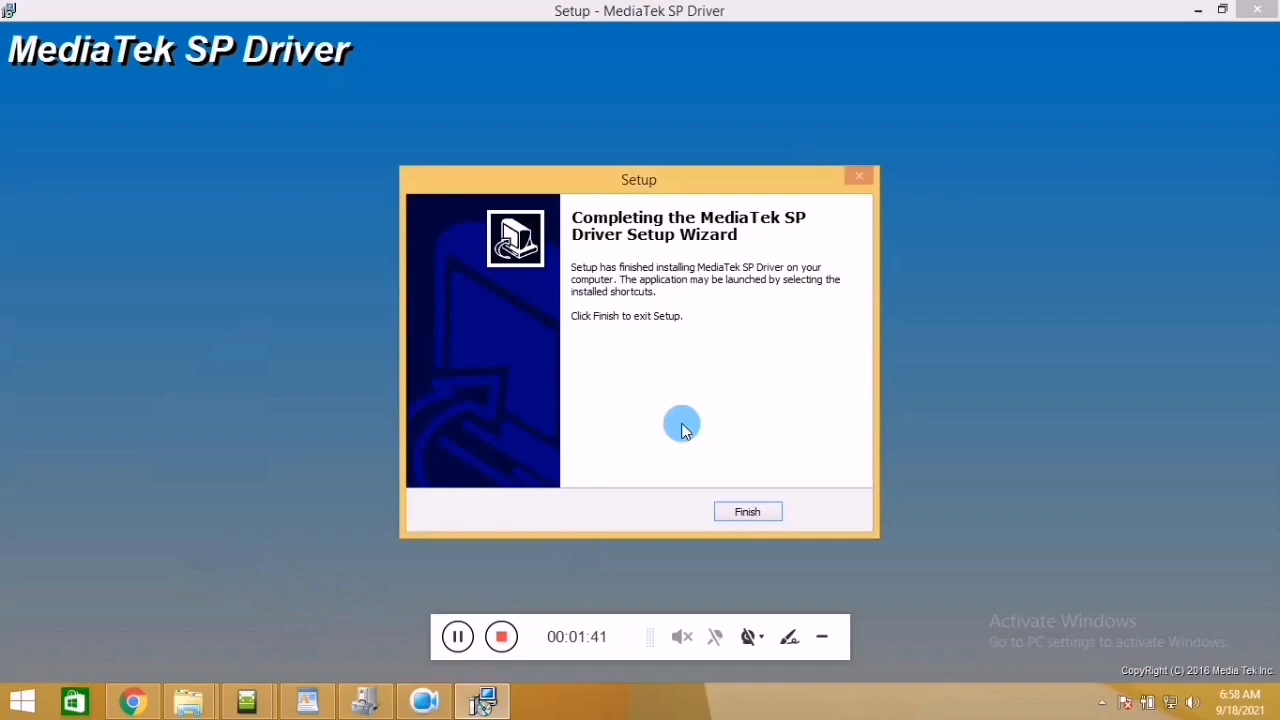 Setup - MediaTek SP Driver
MediaTek SP Driver
Setup
Completing the MediaTek SP
Driver Setup Wizard
Setup has finished installing MediaTek SP Driver on your
computer. The application may be launched by selecting the
installed shortcuts.
Click Finish to exit Setup.
Finish
00:01:41
Activate Windows
Go to PC settings to activate Windows.
CopyRight (C) 2016 Media Tek Inc.
6:58 AM
9/18/2021